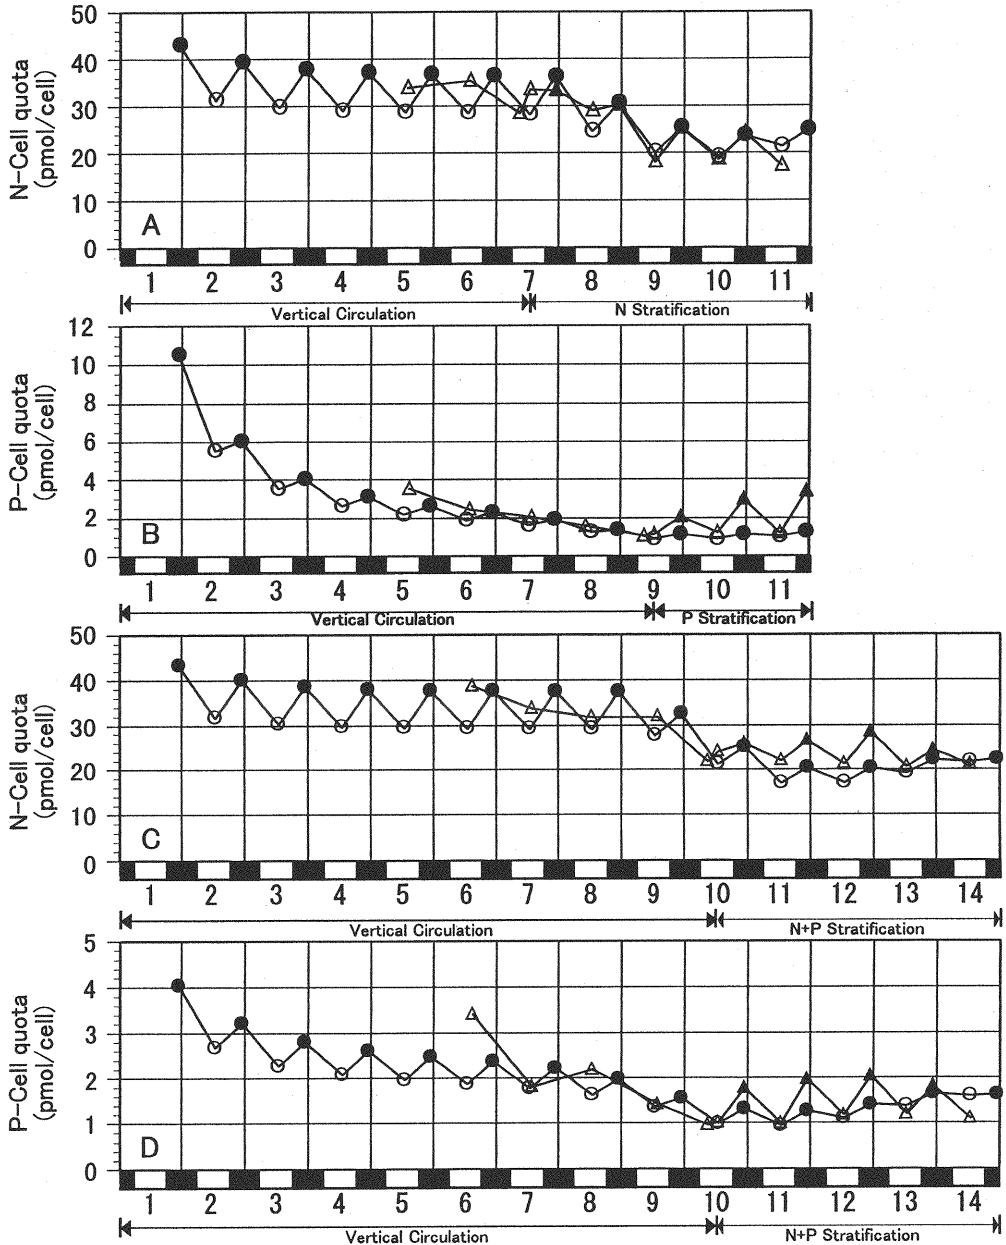 50
40
30
20
10
0
N-Cell quota
(pmol/cell)
A
1 2 3 4 5 6 7 8 9 10 11
Vertical Circulation N Stratification
12
10
8
6
4
2
0
P-Cell quota
(pmol/cell)
B
1 2 3 4 5 6 7 8 9 10 11
Vertical Circulation P Stratification
50
40
30
20
10
0
N-Cell quota
(pmol/cell)
C
1 2 3 4 5 6 7 8 9 10 11 12 13 14
Vertical Circulation N+P Stratification
5
4
3
2
1
0
P-Cell quota
(pmol/cell)
D
1 2 3 4 5 6 7 8 9 10 11 12 13 14
Vertical Circulation N+P Stratification